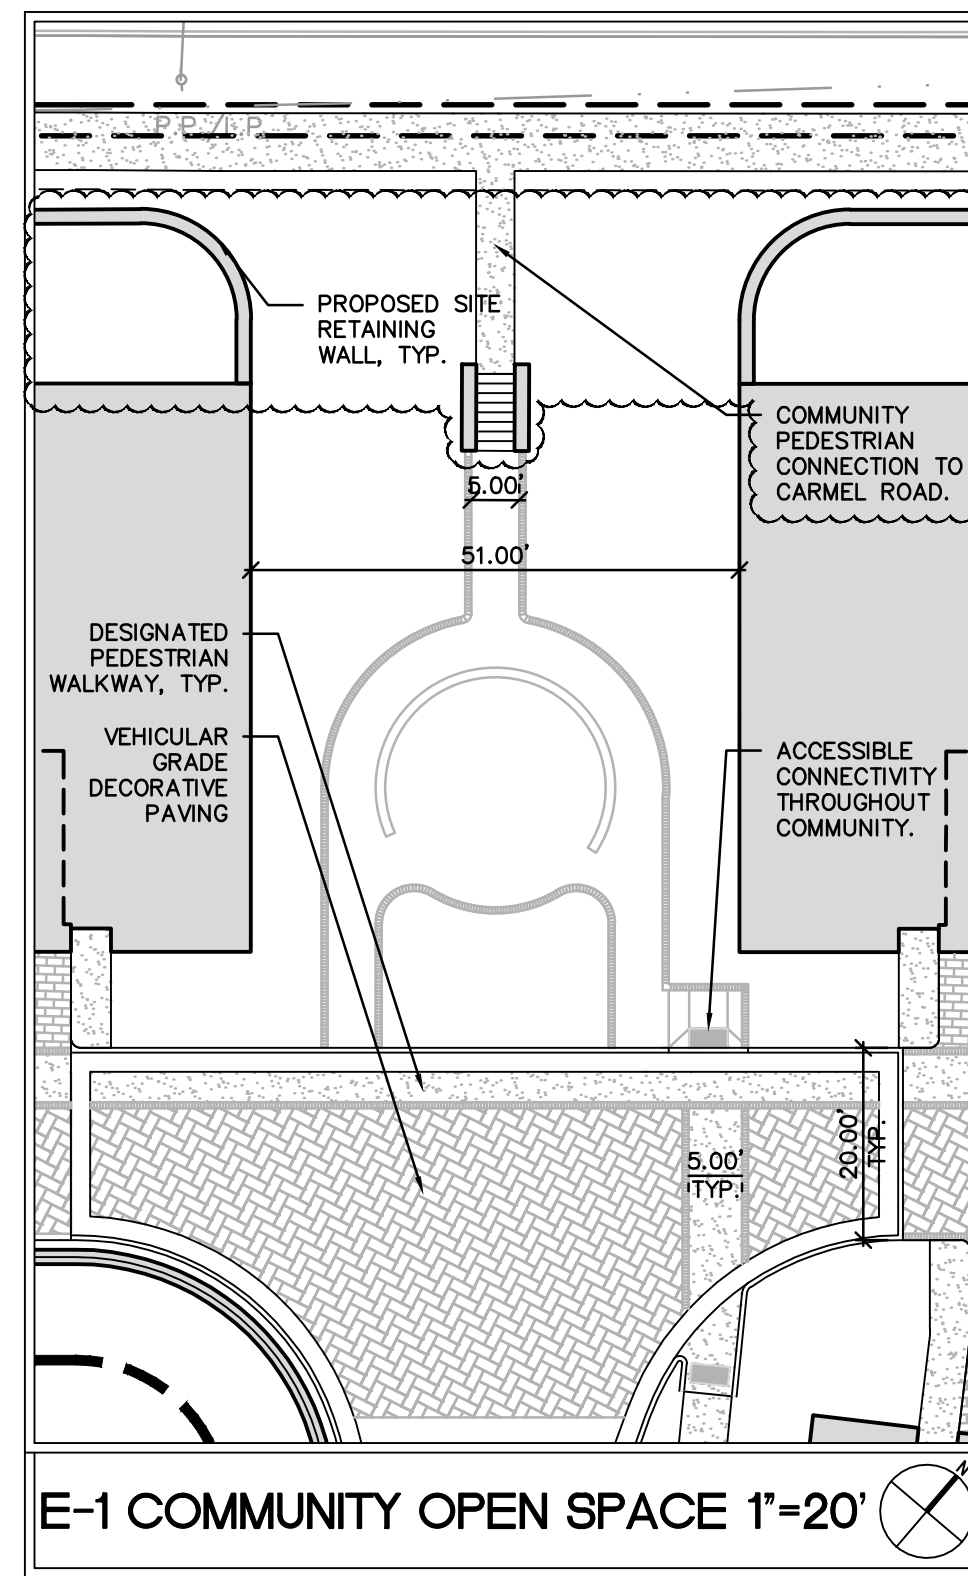 P.P./L.P.
PROPOSED SITE
RETAINING
WALL, TYP.
COMMUNITY
PEDESTRIAN
CONNECTION TO
CARMEL ROAD.
5.00'
51.00'
DESIGNATED
PEDESTRIAN
WALKWAY, TYP.
VEHICULAR
GRADE
DECORATIVE
PAVING
ACCESSIBLE
CONNECTIVITY
THROUGHOUT
COMMUNITY.
5.00'
TYP.
20.00'
TYP.
E-1 COMMUNITY OPEN SPACE 1"=20'
N